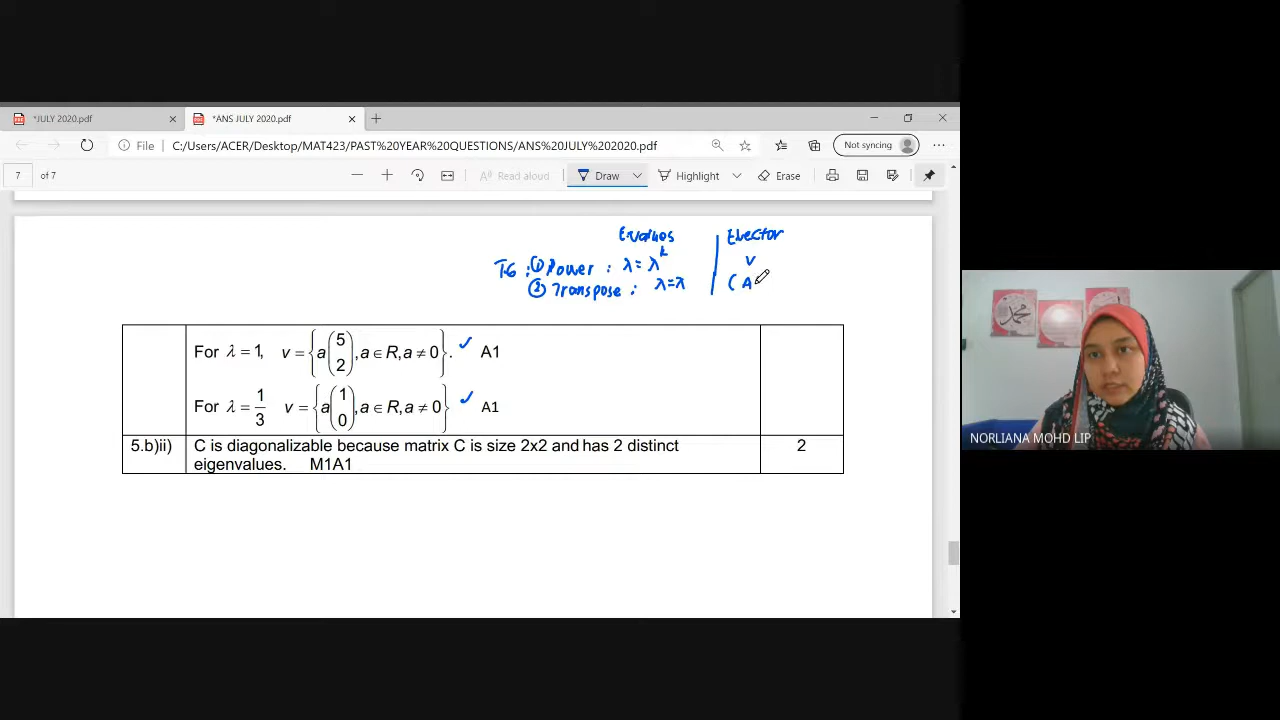 *JULY 2020.pdf
*ANS JULY 2020.pdf
File C:/Users/ACER/Desktop/MAT423/PAST%20YEAR%20QUESTIONS/ANS%20JULY%202020.pdf Not syncing
7 of 7 Read aloud Draw Highlight Erase
Evalues Evector
T6 : ① Power : λ = λ^k v
② Transpose : λ = λ ( A
For λ = 1, v = { a ( 5 2 ) , a ∈ R, a ≠ 0 } . ✓ A1
For λ = 1/3 v = { a ( 1 0 ) , a ∈ R, a ≠ 0 } ✓ A1
5.b)ii) C is diagonalizable because matrix C is size 2x2 and has 2 distinct 2
eigenvalues. M1A1
NORLIANA MOHD LIP